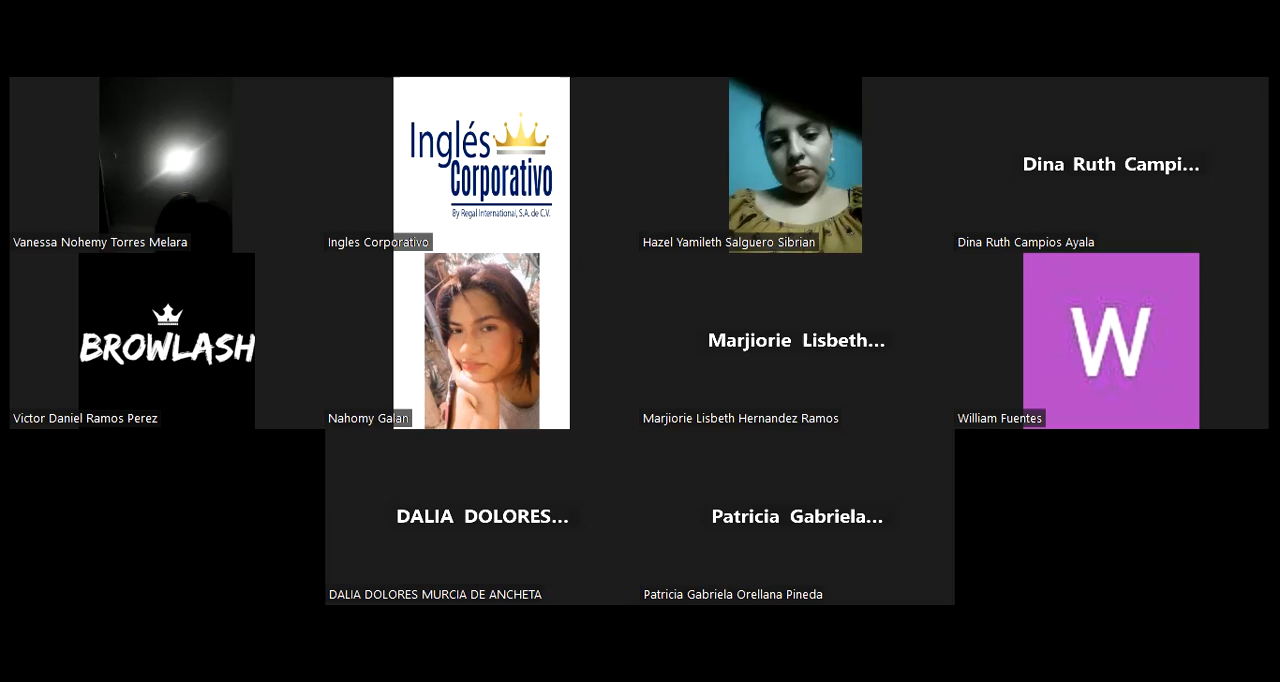 Inglés
Corporativo
By Regal International, S.A. de C.V.
Dina Ruth Campi...
Vanessa Nohemy Torres Melara
Ingles Corporativo
Hazel Yamileth Salguero Sibrian
Dina Ruth Campios Ayala
BROWLASH
Marjiorie Lisbeth...
W
Victor Daniel Ramos Perez
Nahomy Galan
Marjiorie Lisbeth Hernandez Ramos
William Fuentes
DALIA DOLORES...
Patricia Gabriela...
DALIA DOLORES MURCIA DE ANCHETA
Patricia Gabriela Orellana Pineda